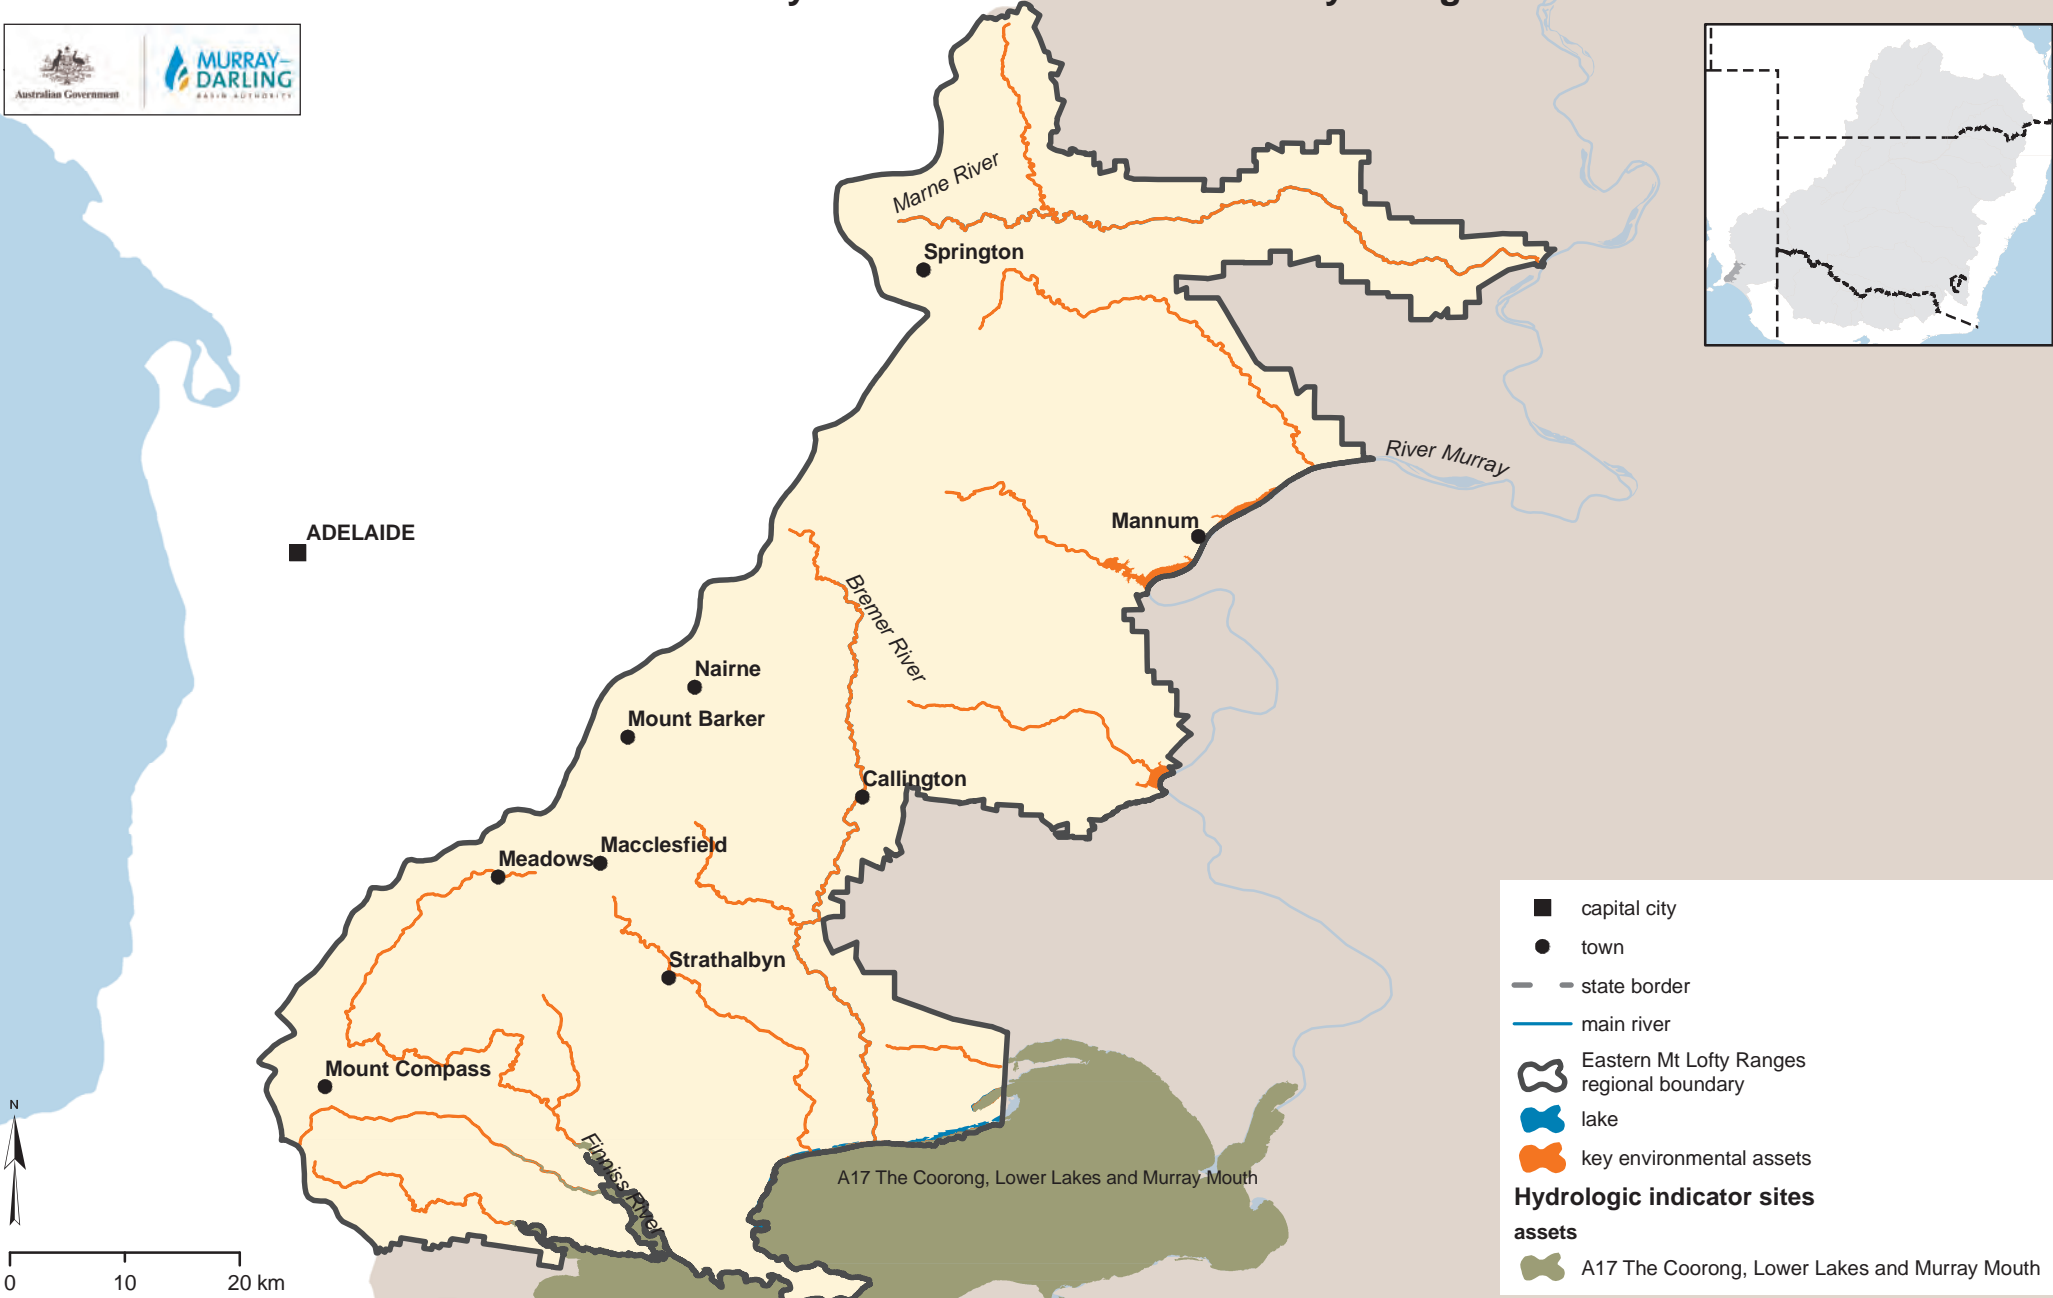 Australian Government
MURRAY–
DARLING
BASIN AUTHORITY
Marne River
Springton
River Murray
Mannum
ADELAIDE
Bremer River
Nairne
Mount Barker
Callington
Macclesfield
Meadows
Strathalbyn
Mount Compass
Finniss River
A17 The Coorong, Lower Lakes and Murray Mouth
N
0 10 20 km
capital city
town
state border
main river
Eastern Mt Lofty Ranges
regional boundary
lake
key environmental assets
Hydrologic indicator sites
assets
A17 The Coorong, Lower Lakes and Murray Mouth